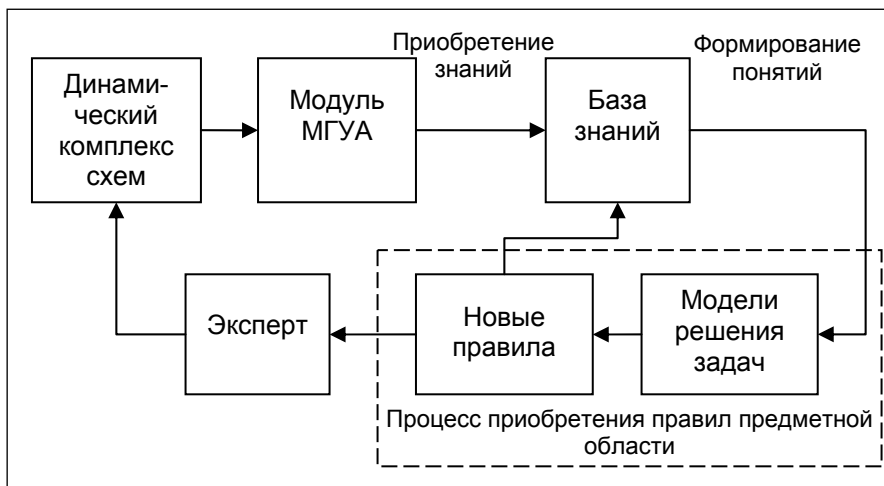 Приобретение
знаний
Формирование
понятий
Динами-
ческий
комплекс
схем
Модуль
МГУА
База
знаний
Эксперт
Новые
правила
Модели
решения
задач
Процесс приобретения правил предметной
области